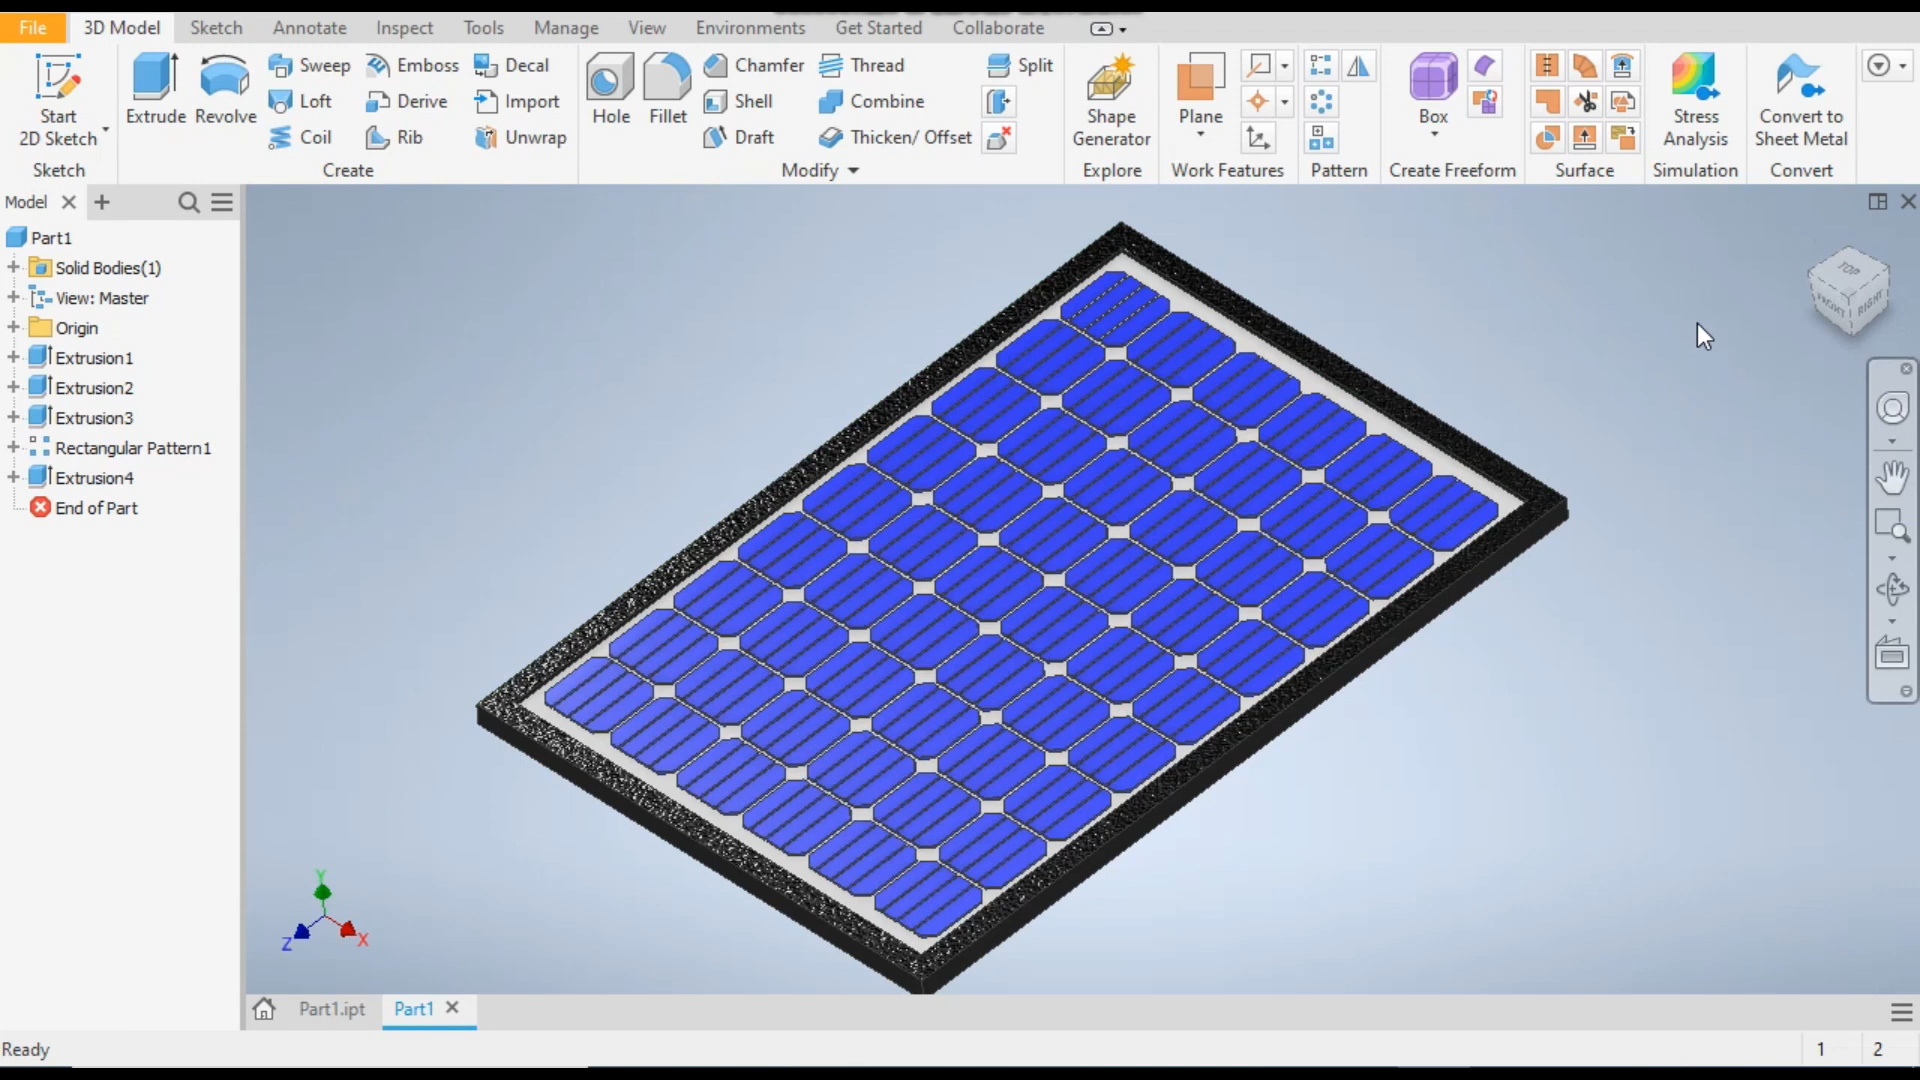 File 3D Model Sketch Annotate Inspect Tools Manage View Environments Get Started Collaborate
Start
2D Sketch
Extrude Revolve
Sweep Emboss Decal
Loft Derive Import
Coil Rib Unwrap
Hole Fillet
Chamfer Thread Split
Shell Combine
Draft Thicken/ Offset
Shape
Generator
Plane
Box
Stress
Analysis
Convert to
Sheet Metal
Sketch Create Modify Explore Work Features Pattern Create Freeform Surface Simulation Convert
Model
Part1
Solid Bodies(1)
View: Master
Origin
Extrusion1
Extrusion2
Extrusion3
Rectangular Pattern1
Extrusion4
End of Part
TOP
FRONT RIGHT
Y
Z X
Part1.ipt Part1
Ready 1 2